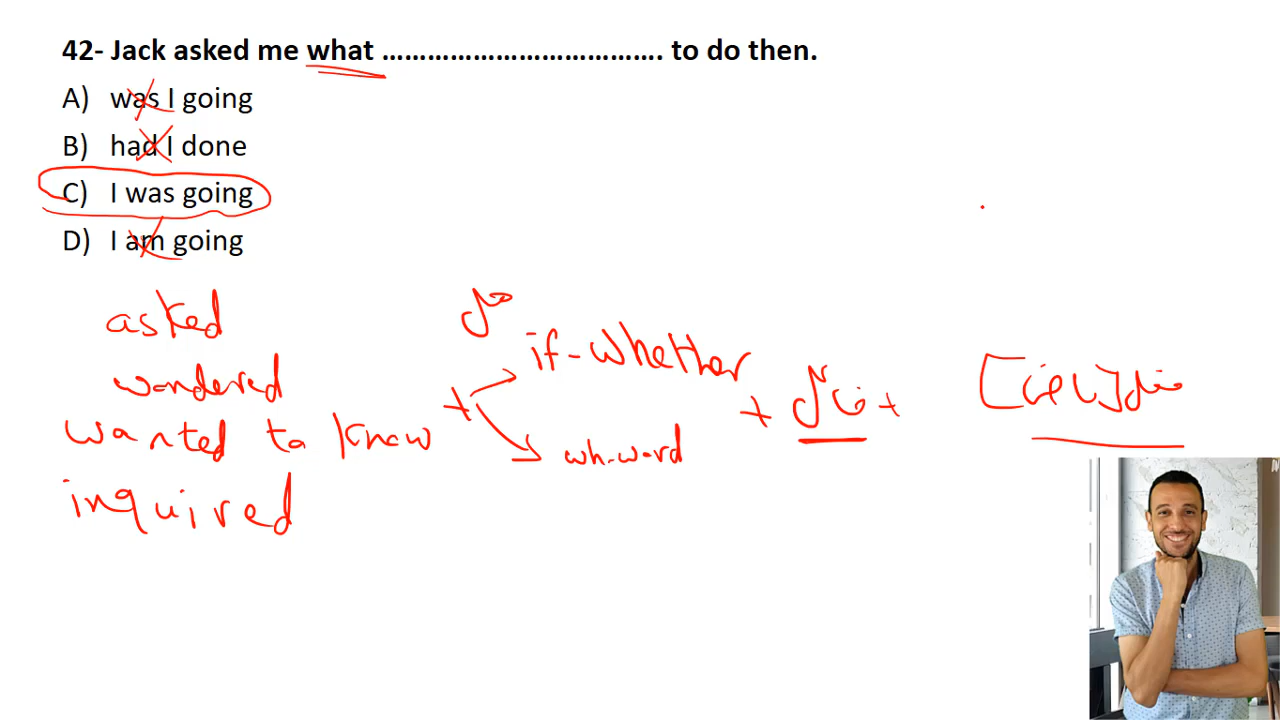 42- Jack asked me what ……………………………………. to do then.
A) was I going
B) had I done
C) I was going
D) I am going
asked
wondered
wanted to know
inquired
+
if - whether
wh.word
+ فاعل +